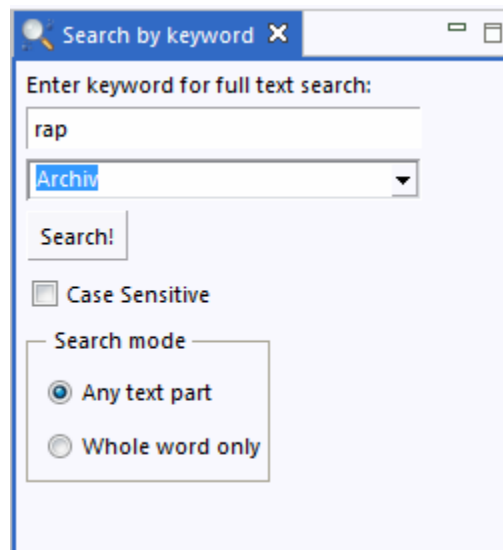 Search by keyword
Enter keyword for full text search:
rap
Archiv
Search!
Case Sensitive
Search mode
Any text part
Whole word only